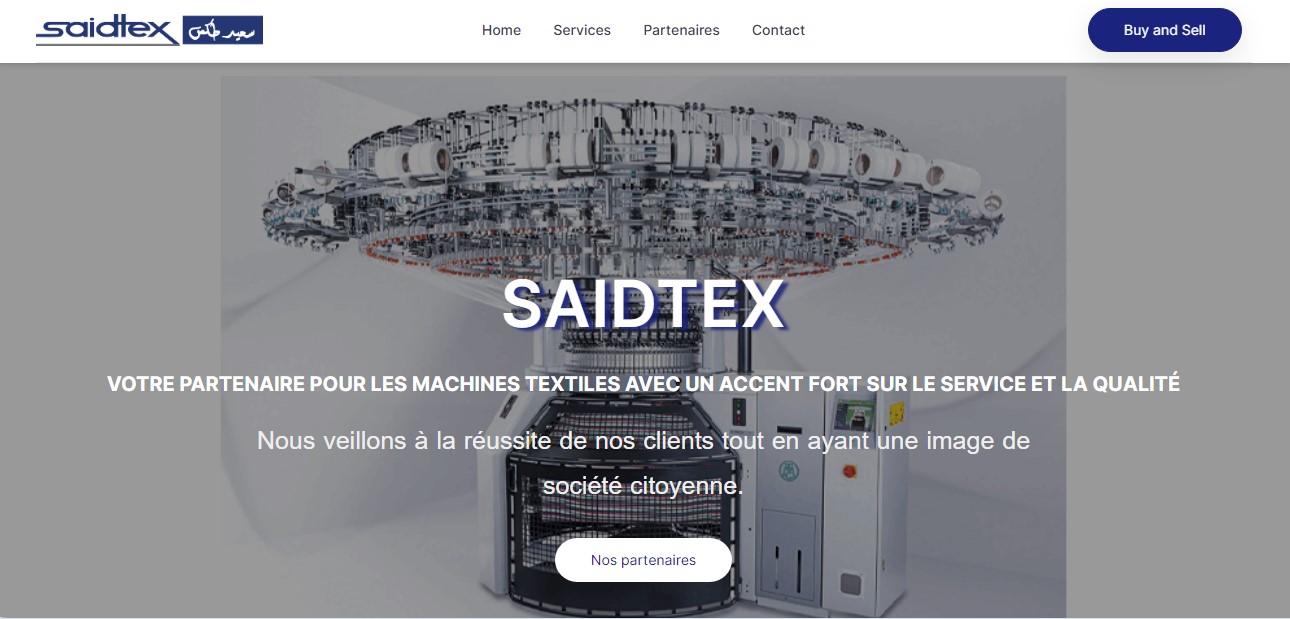 saidtex سعيد طكس
Home Services Partenaires Contact
Buy and Sell
SAIDTEX
VOTRE PARTENAIRE POUR LES MACHINES TEXTILES AVEC UN ACCENT FORT SUR LE SERVICE ET LA QUALITÉ
Nous veillons à la réussite de nos clients tout en ayant une image de
société citoyenne.
Nos partenaires